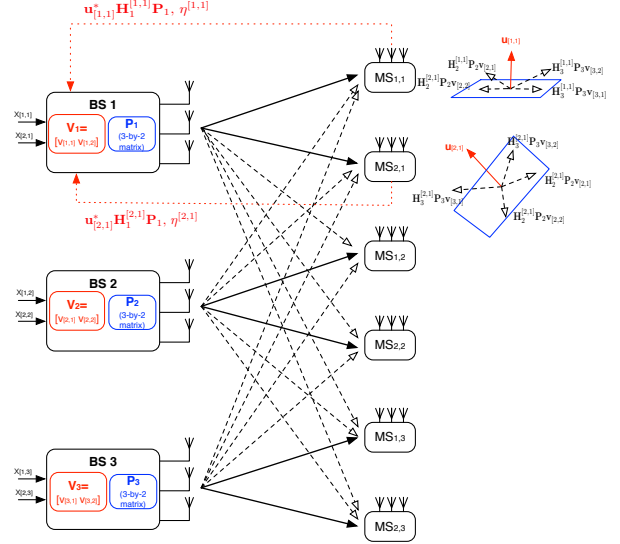 u*[1,1]H1[1,1]P1, η[1,1]
BS 1
X[1,1]
X[2,1]
V1=
[V[1,1] V[1,2]]
P1
(3-by-2
matrix)
u*[2,1]H1[2,1]P1, η[2,1]
BS 2
X[1,2]
X[2,2]
V2=
[V[2,1] V[2,2]]
P2
(3-by-2
matrix)
BS 3
X[1,3]
X[2,3]
V3=
[V[3,1] V[3,2]]
P3
(3-by-2
matrix)
MS1,1
MS2,1
MS1,2
MS2,2
MS1,3
MS2,3
u[1,1]
H2[1,1]P2v[2,1]
H3[1,1]P3v[3,2]
H2[2,1]P2v[2,2]
H3[1,1]P3v[3,1]
u[2,1]
H3[2,1]P3v[3,2]
H2[2,1]P2v[2,1]
H3[2,1]P3v[3,1]
H2[2,1]P2v[2,2]